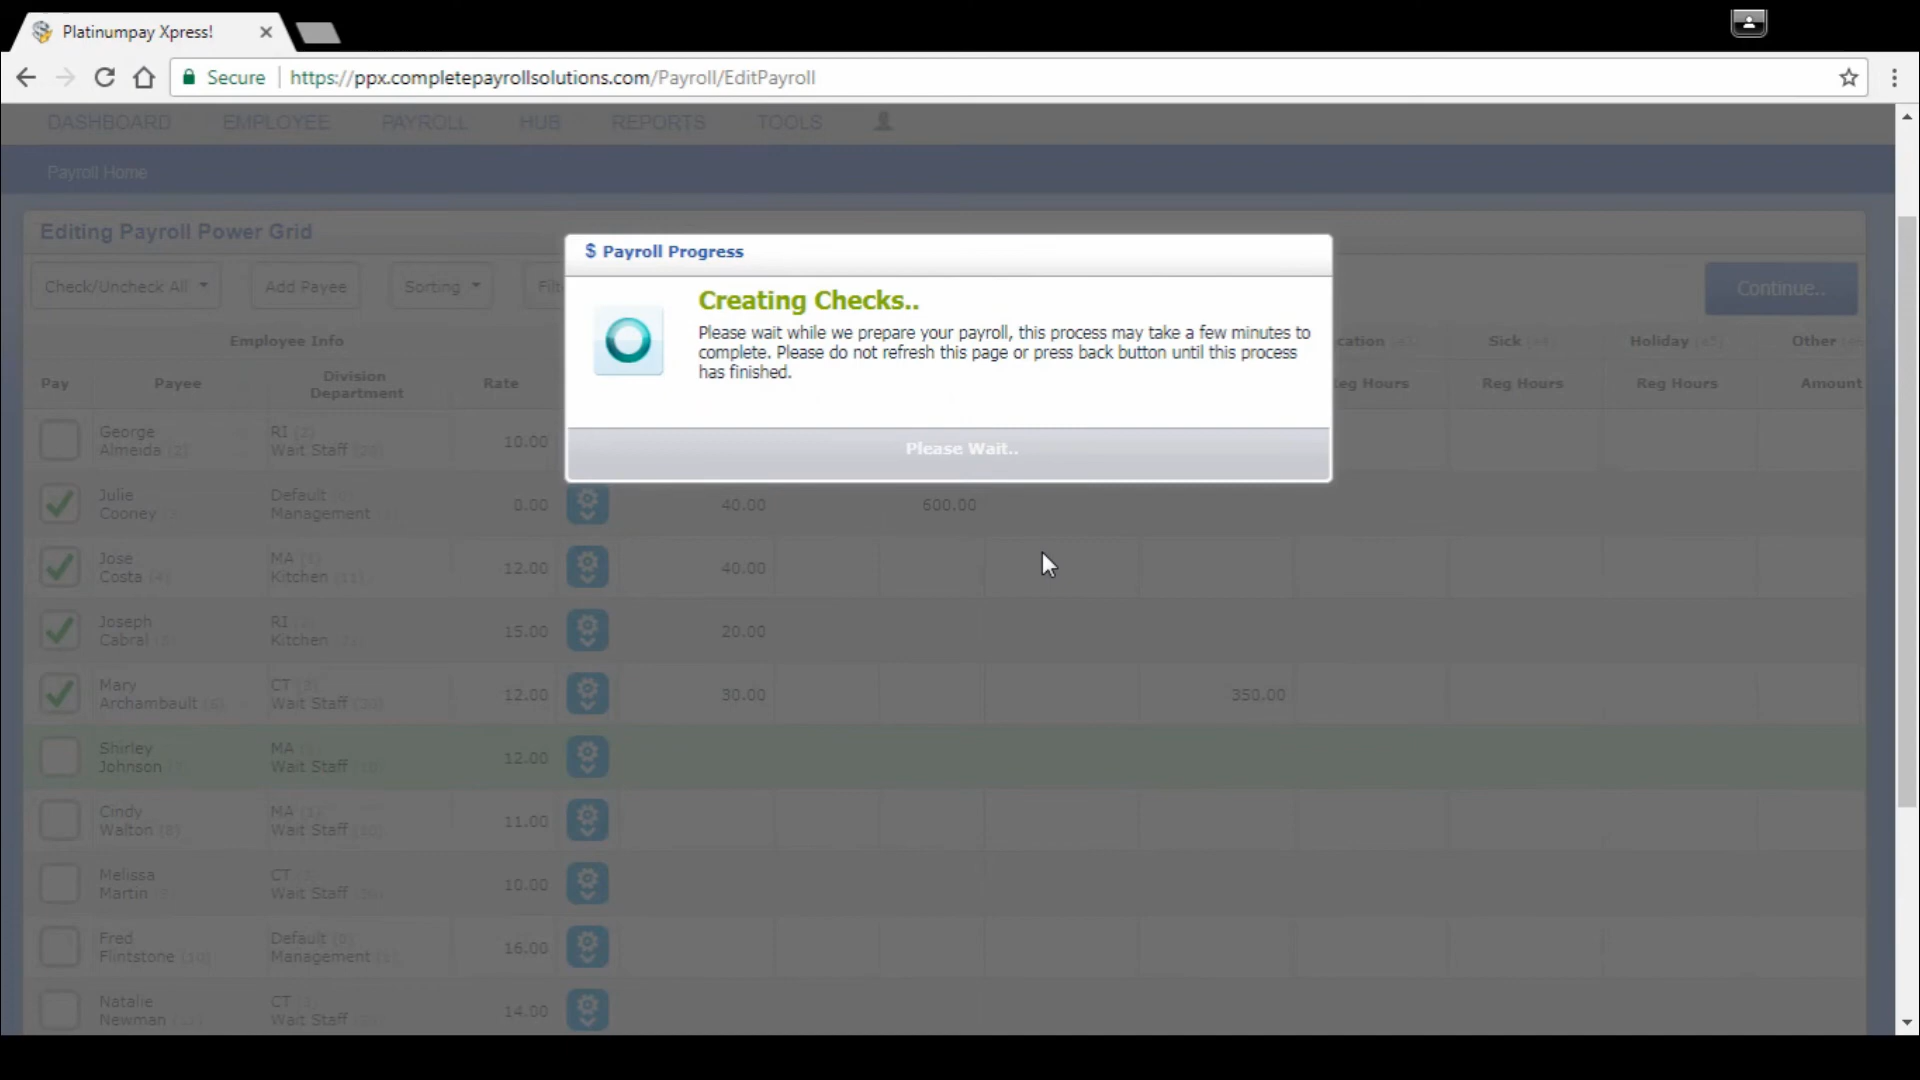 Platinumpay Xpress!
Secure https://ppx.completepayrollsolutions.com/Payroll/EditPayroll
DASHBOARD EMPLOYEE PAYROLL HUB REPORTS TOOLS
Payroll Home
Editing Payroll Power Grid
Check/Uncheck All Add Payee Sorting Continue..
$ Payroll Progress
Creating Checks..
Please wait while we prepare your payroll, this process may take a few minutes to
complete. Please do not refresh this page or press back button until this process
has finished.
Please Wait..
Employee Info Sick Holiday Other
Pay Payee Division Department Rate Reg Hours Reg Hours Amount
George RI
Almeida (2) Wait Staff 10.00
Julie Default
Cooney Management 0.00 40.00 600.00
Jose MA
Costa (4) Kitchen (11) 12.00 40.00
Joseph RI
Cabral Kitchen 15.00 20.00
Mary CT
Archambault Wait Staff 12.00 30.00 350.00
Shirley MA
Johnson Wait Staff 12.00
Cindy MA
Walton (8) Wait Staff 11.00
Melissa CT
Martin Wait Staff 10.00
Fred Default (0)
Flintstone (10) Management 16.00
Natalie CT
Newman Wait Staff 14.00